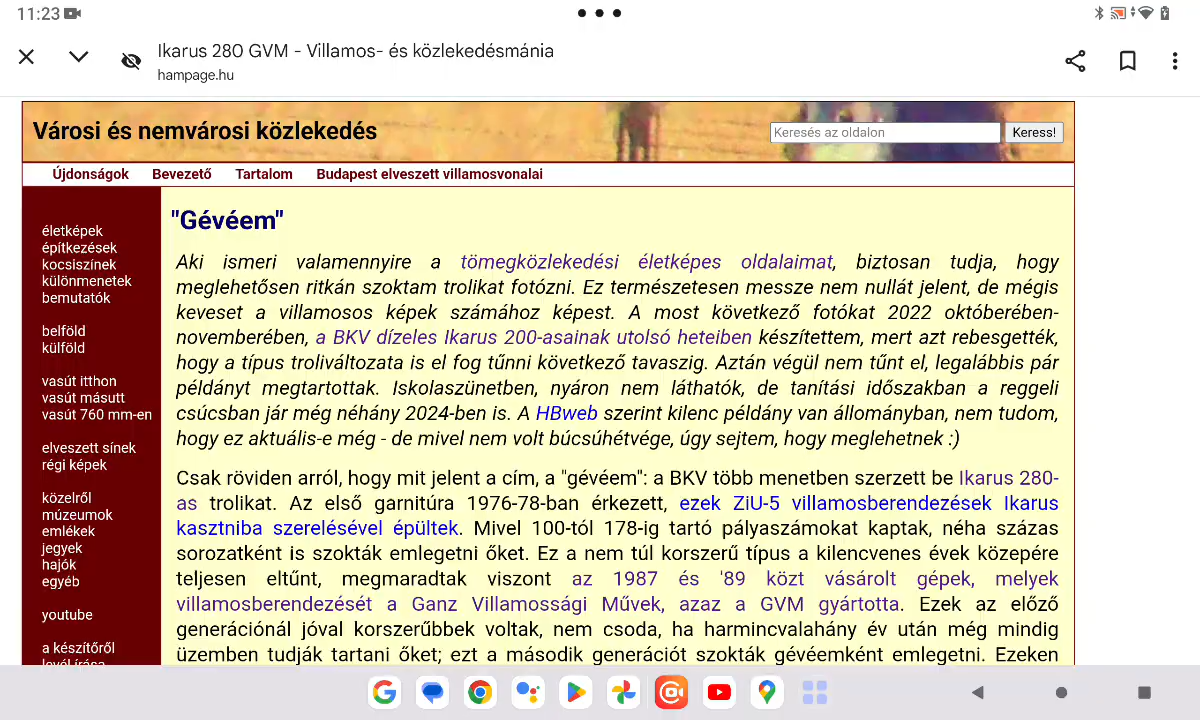 11:23
Ikarus 280 GVM - Villamos- és közlekedésmánia
hampage.hu
Városi és nemvárosi közlekedés
Keresés az oldalon
Keress!
Újdonságok Bevezető Tartalom Budapest elveszett villamosvonalai
életképek
építkezések
kocsiszínek
különmenetek
bemutatók
belföld
külföld
vasút itthon
vasút másutt
vasút 760 mm-en
elveszett sínek
régi képek
közelről
múzeumok
emlékek
jegyek
hajók
egyéb
youtube
a készítőről
levél írása
"Gévéem"
Aki ismeri valamennyire a tömegközlekedési életképes oldalaimat, biztosan tudja, hogy
meglehetősen ritkán szoktam trolikat fotózni. Ez természetesen messze nem nullát jelent, de mégis
keveset a villamosos képek számához képest. A most következő fotókat 2022 októberében-
novemberében, a BKV dízeles Ikarus 200-asainak utolsó heteiben készítettem, mert azt rebesgették,
hogy a típus troliváltozata is el fog tűnni következő tavaszig. Aztán végül nem tűnt el, legalábbis pár
példányt megtartottak. Iskolaszünetben, nyáron nem láthatók, de tanítási időszakban a reggeli
csúcsban jár még néhány 2024-ben is. A HBweb szerint kilenc példány van állományban, nem tudom,
hogy ez aktuális-e még - de mivel nem volt búcsúhétvége, úgy sejtem, hogy meglehetnek :)
Csak röviden arról, hogy mit jelent a cím, a "gévéem": a BKV több menetben szerzett be Ikarus 280-
as trolikat. Az első garnitúra 1976-78-ban érkezett, ezek ZiU-5 villamosberendezések Ikarus
kasztniba szerelésével épültek. Mivel 100-tól 178-ig tartó pályaszámokat kaptak, néha százas
sorozatként is szokták emlegetni őket. Ez a nem túl korszerű típus a kilencvenes évek közepére
teljesen eltűnt, megmaradtak viszont az 1987 és '89 közt vásárolt gépek, melyek
villamosberendezését a Ganz Villamossági Művek, azaz a GVM gyártotta. Ezek az előző
generációnál jóval korszerűbbek voltak, nem csoda, ha harmincvalahány év után még mindig
üzemben tudják tartani őket; ezt a második generációt szokták gévéemként emlegetni. Ezeken